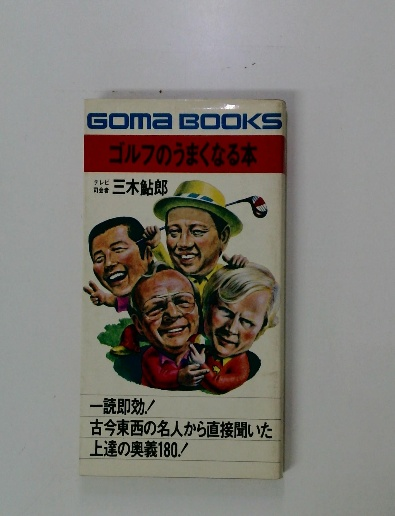 GOMA BOOKS
ゴルフのうまくなる本
テレビ
司会者 三木鮎郎
一読即効!
古今東西の名人から直接聞いた
上達の奥義180!